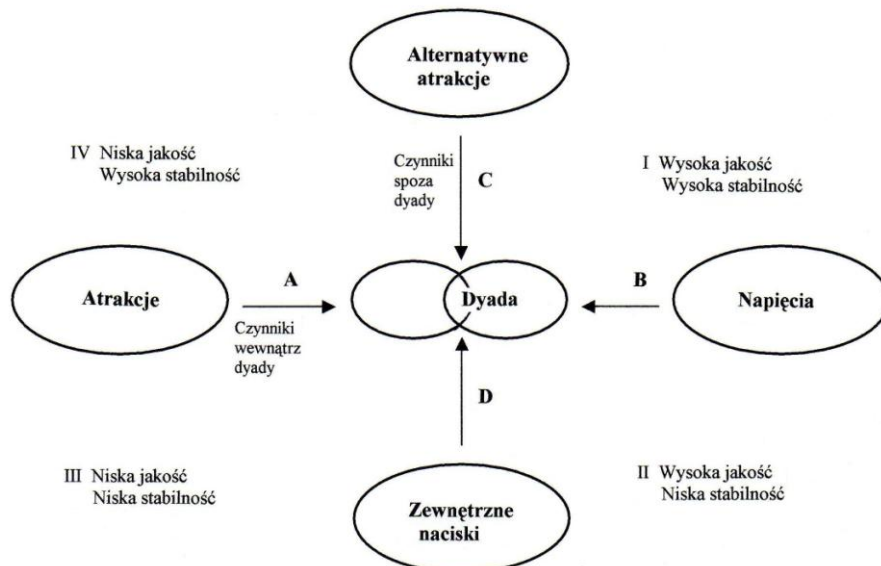 Alternatywne
atrakcje
IV Niska jakość
Wysoka stabilność
Czynniki
spoza
dyady
C
I Wysoka jakość
Wysoka stabilność
Atrakcje
A
Czynniki
wewnątrz
dyady
Dyada
B
Napięcia
D
III Niska jakość
Niska stabilność
Zewnętrzne
naciski
II Wysoka jakość
Niska stabilność